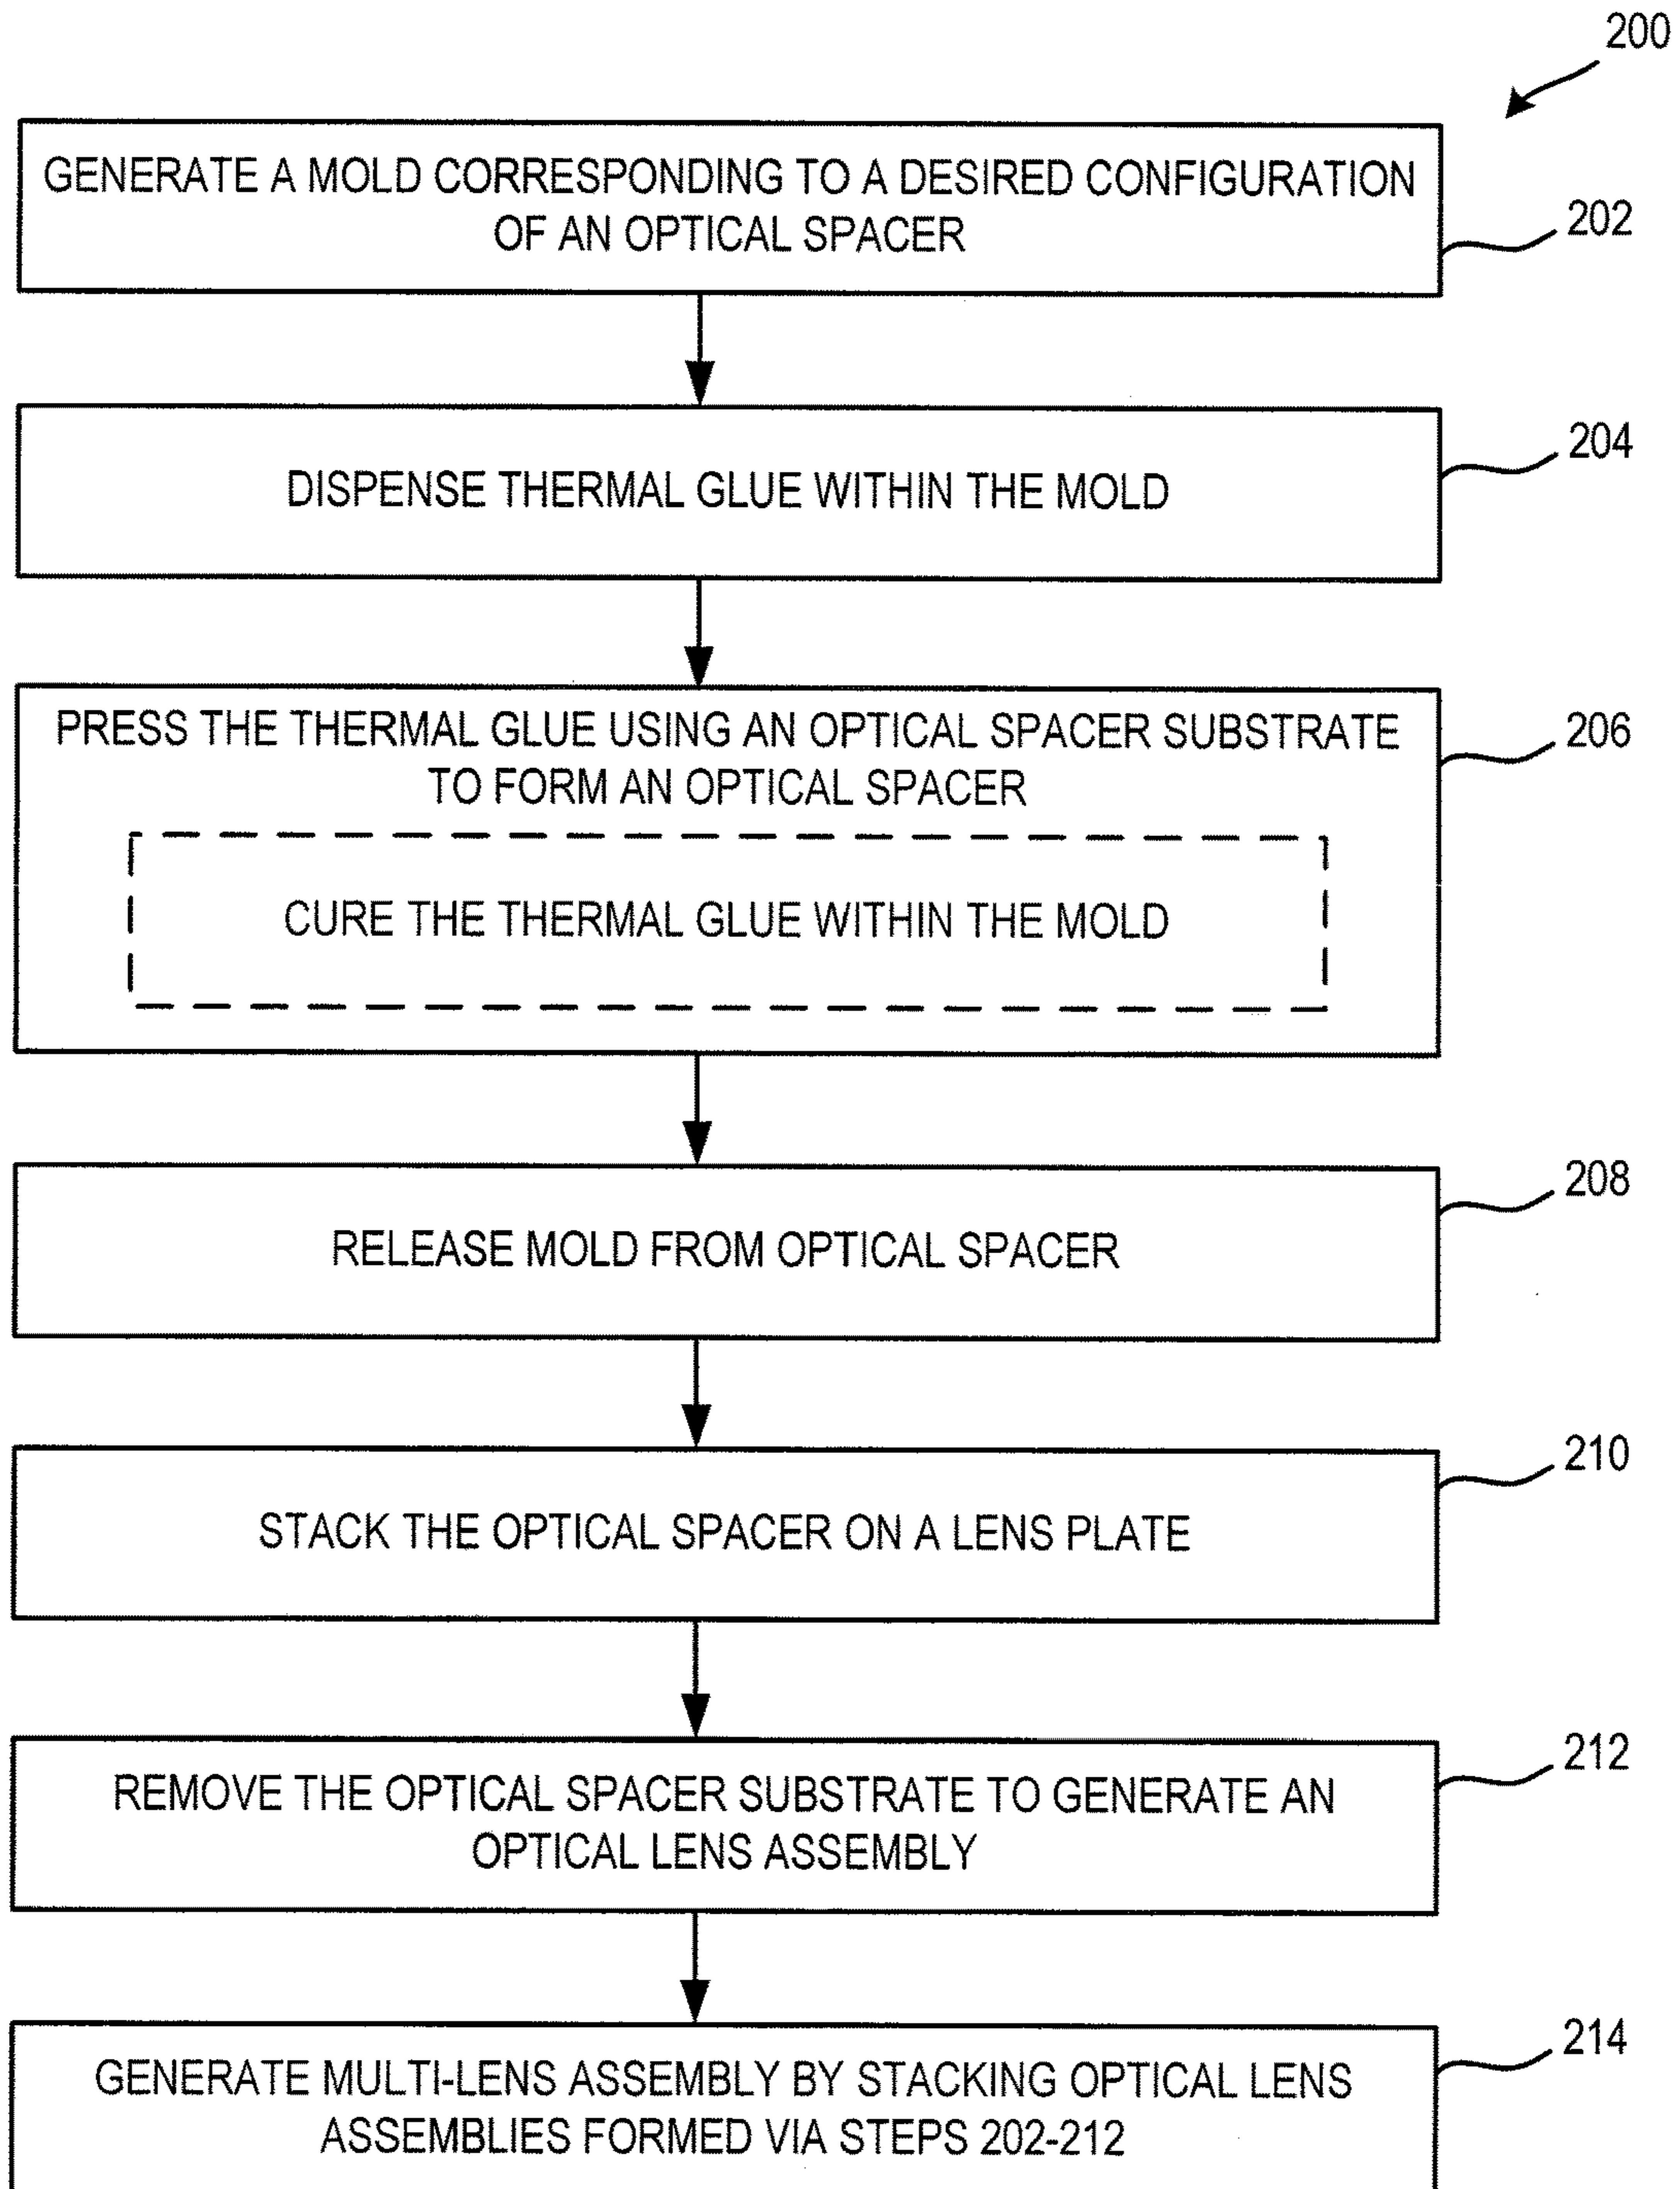 200
GENERATE A MOLD CORRESPONDING TO A DESIRED CONFIGURATION
OF AN OPTICAL SPACER
202
204
DISPENSE THERMAL GLUE WITHIN THE MOLD
PRESS THE THERMAL GLUE USING AN OPTICAL SPACER SUBSTRATE
TO FORM AN OPTICAL SPACER
206
CURE THE THERMAL GLUE WITHIN THE MOLD
208
RELEASE MOLD FROM OPTICAL SPACER
210
STACK THE OPTICAL SPACER ON A LENS PLATE
212
REMOVE THE OPTICAL SPACER SUBSTRATE TO GENERATE AN
OPTICAL LENS ASSEMBLY
214
GENERATE MULTI-LENS ASSEMBLY BY STACKING OPTICAL LENS
ASSEMBLIES FORMED VIA STEPS 202-212